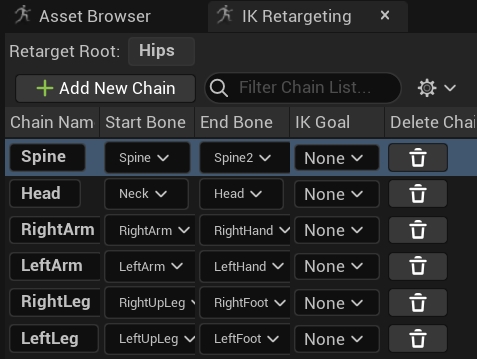 Asset Browser IK Retargeting ×
Retarget Root: Hips
+ Add New Chain Filter Chain List...
Chain Nam Start Bone End Bone IK Goal Delete Chai
Spine Spine Spine2 None
Head Neck Head None
RightArm RightArm RightHand None
LeftArm LeftArm LeftHand None
RightLeg RightUpLeg RightFoot None
LeftLeg LeftUpLeg LeftFoot None